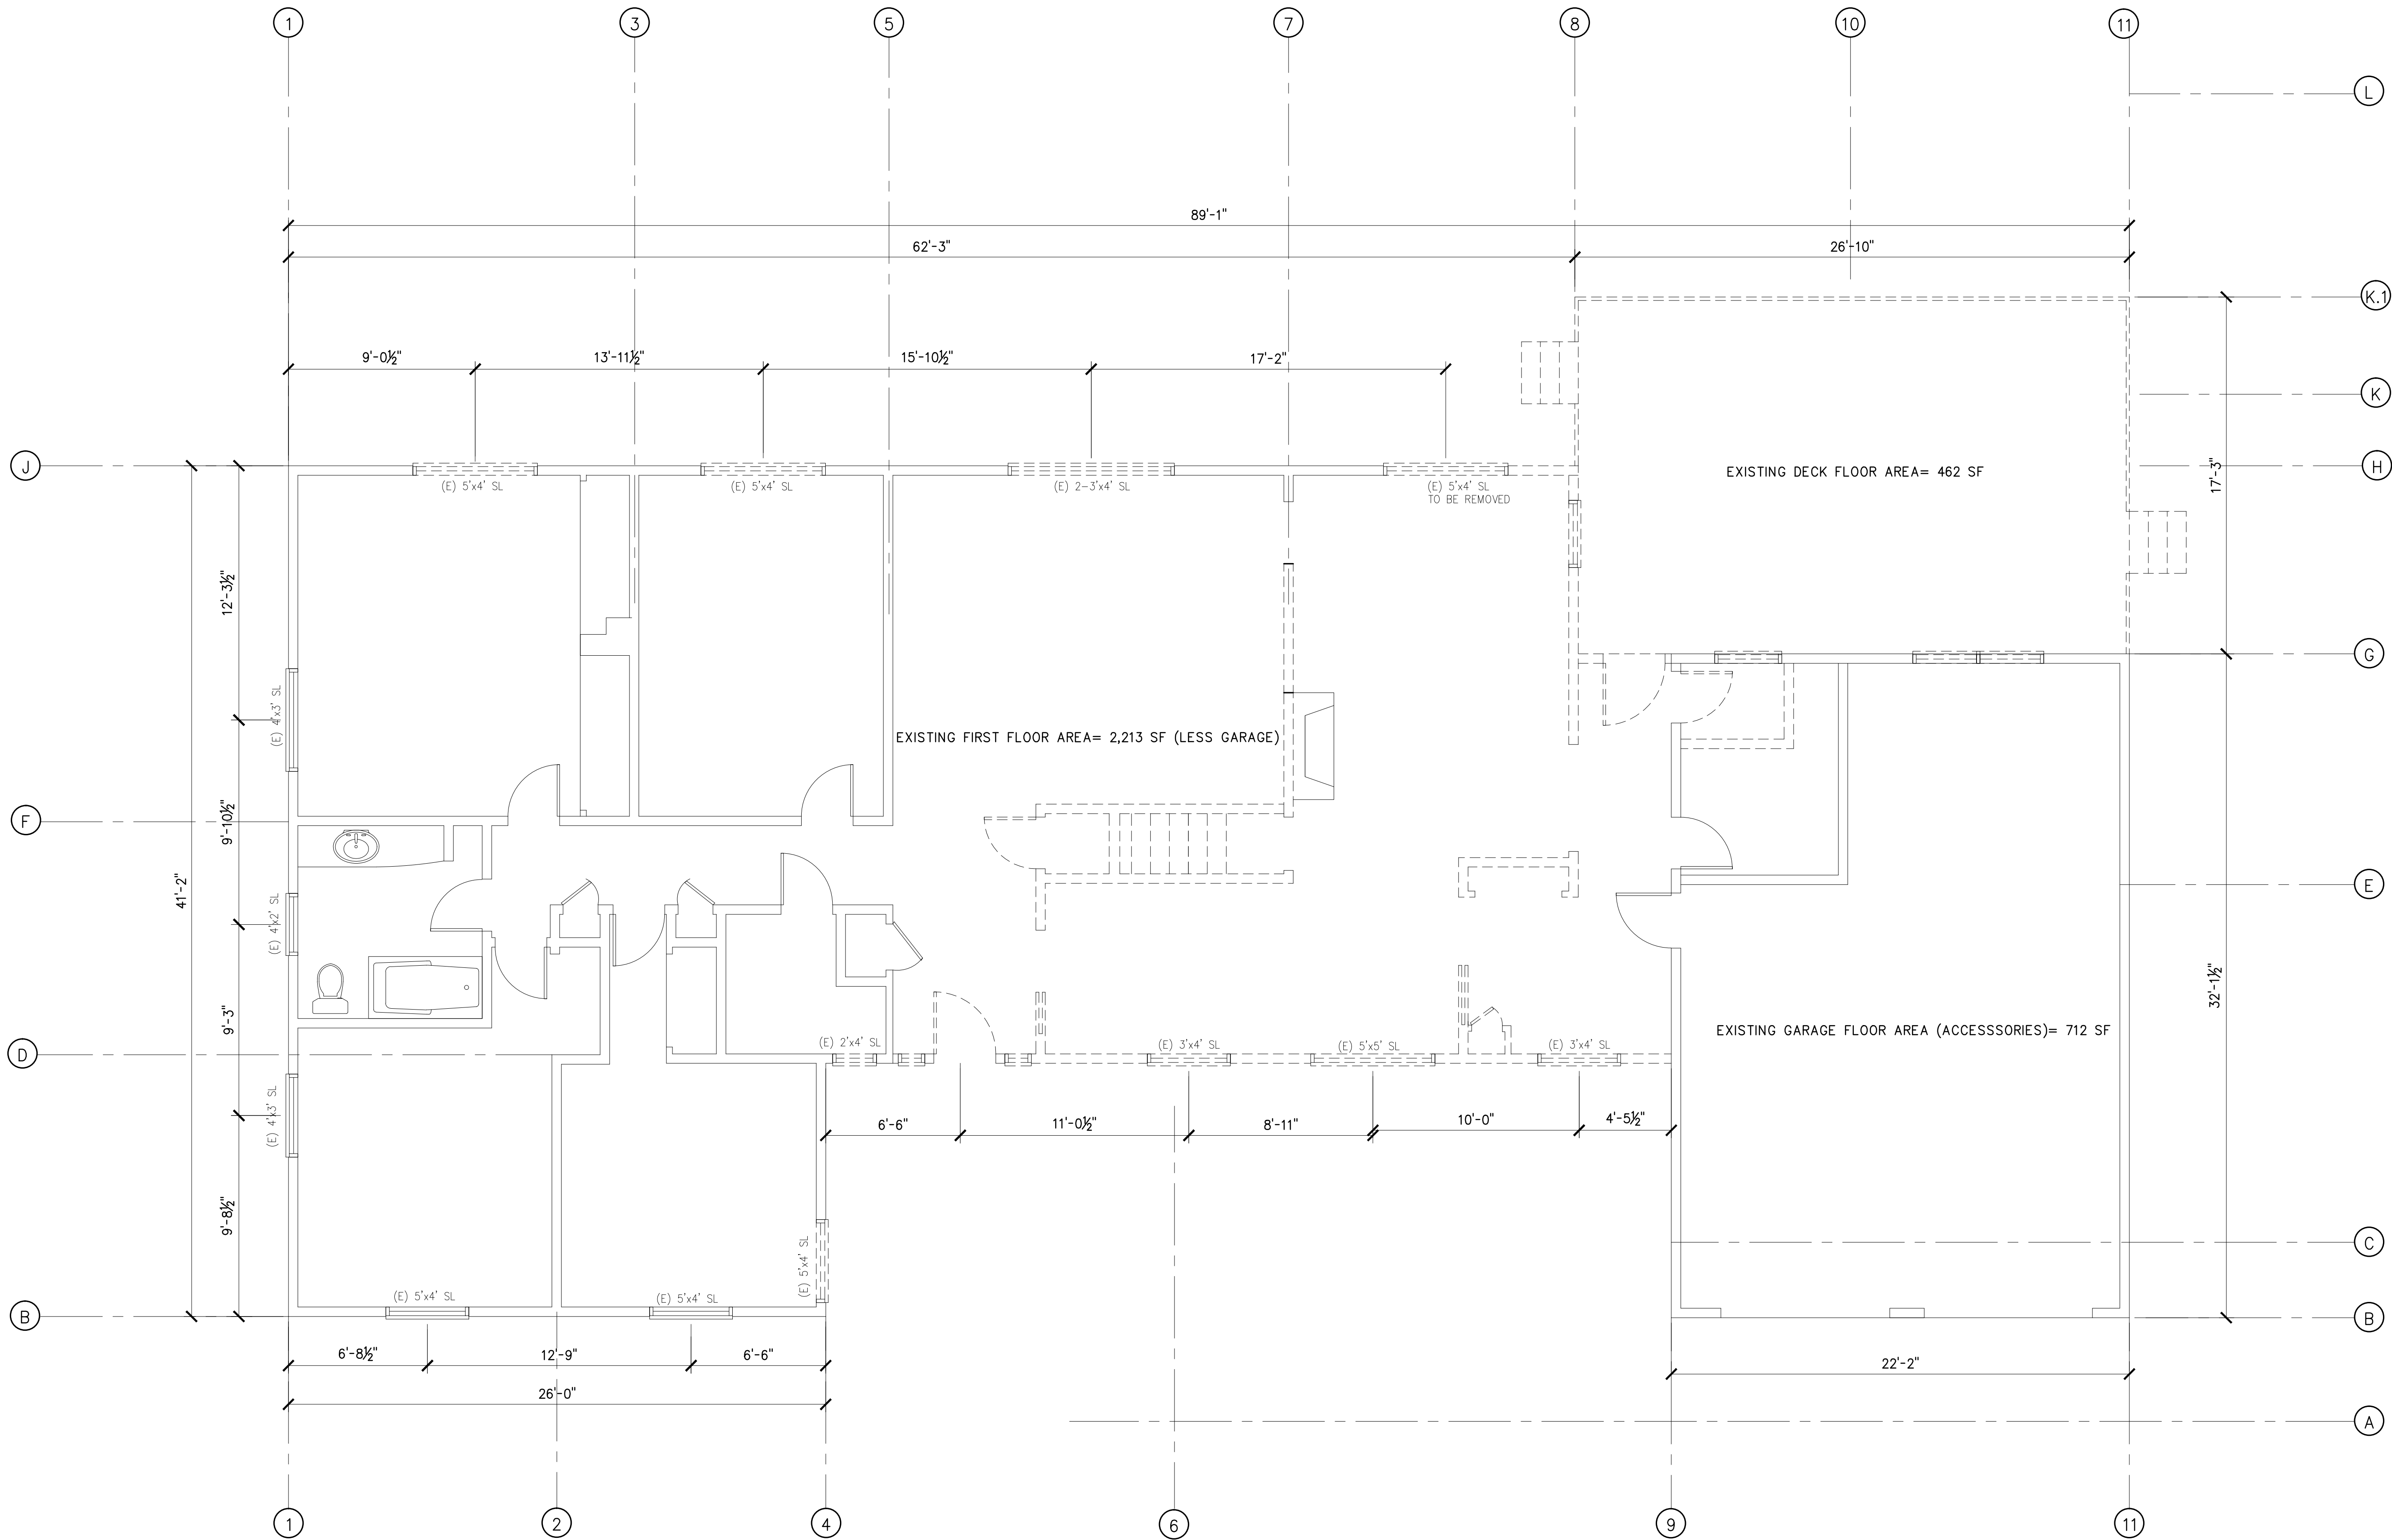 1
3
5
7
8
10
11
L
89'-1"
62'-3"
26'-10"
K.1
9'-0½"
13'-11½"
15'-10½"
17'-2"
K
J
H
EXISTING DECK FLOOR AREA= 462 SF
17'-3"
(E) 5'x4' SL
(E) 5'x4' SL
(E) 2-3'x4' SL
(E) 5'x4' SL
TO BE REMOVED
12'-3½"
G
(E) 4'x3' SL
EXISTING FIRST FLOOR AREA= 2,213 SF (LESS GARAGE)
F
9'-10½"
41'-2"
E
(E) 4'x2' SL
32'-1½"
9'-3"
EXISTING GARAGE FLOOR AREA (ACCESSSORIES)= 712 SF
D
(E) 2'x4' SL
(E) 3'x4' SL
(E) 5'x5' SL
(E) 3'x4' SL
(E) 4'x3' SL
6'-6"
11'-0½"
8'-11"
10'-0"
4'-5½"
9'-8½"
C
(E) 5'x4' SL
(E) 5'x4' SL
(E) 5'x4' SL
B
B
6'-8½"
12'-9"
6'-6"
22'-2"
26'-0"
A
1
2
4
6
9
11